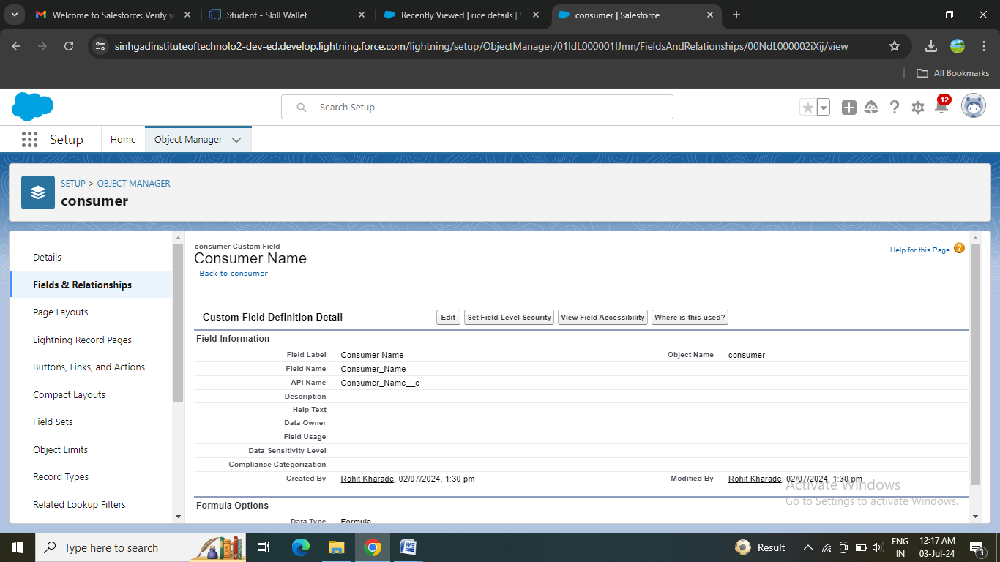 Welcome to Salesforce: Verify y
Student - Skill Wallet
Recently Viewed | rice details | S
consumer | Salesforce
sinhgadinstituteoftechnolo2-dev-ed.develop.lightning.force.com/lightning/setup/ObjectManager/01IdL000001IJmn/FieldsAndRelationships/00NdL000002iXij/view
All Bookmarks
Search Setup
12
Setup
Home
Object Manager
SETUP > OBJECT MANAGER
consumer
Details
Fields & Relationships
Page Layouts
Lightning Record Pages
Buttons, Links, and Actions
Compact Layouts
Field Sets
Object Limits
Record Types
Related Lookup Filters
consumer Custom Field
Consumer Name
Back to consumer
Help for this Page
Custom Field Definition Detail
Edit
Set Field-Level Security
View Field Accessibility
Where is this used?
Field Information
Field Label Consumer Name
Object Name consumer
Field Name Consumer_Name
API Name Consumer_Name__c
Description
Help Text
Data Owner
Field Usage
Data Sensitivity Level
Compliance Categorization
Created By Rohit Kharade, 02/07/2024, 1:30 pm
Modified By Rohit Kharade, 02/07/2024, 1:30 pm
Activate Windows
Go to Settings to activate Windows.
Formula Options
Data Type Formula
Type here to search
Result
ENG
IN
12:17 AM
03-Jul-24
3